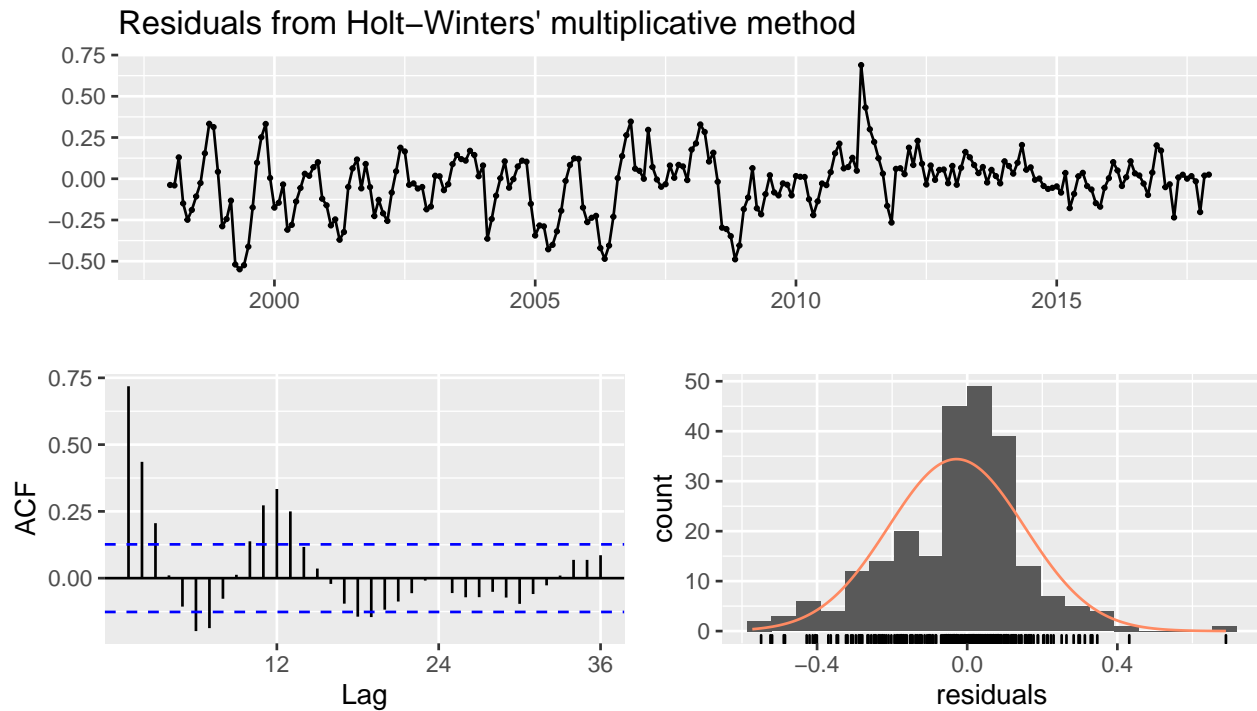 Residuals from Holt−Winters' multiplicative method
0.75
0.50
0.25
0.00
−0.25
−0.50
2000 2005 2010 2015
0.75
0.50
0.25
0.00
ACF
12 24 36
Lag
50
40
30
20
10
0
count
−0.4 0.0 0.4
residuals